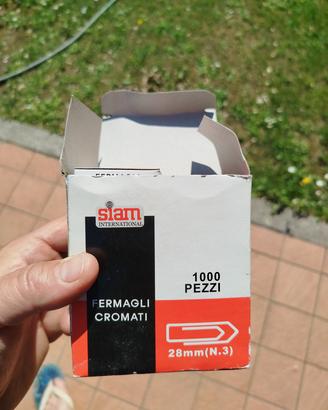 siam
INTERNATIONAL
1000
PEZZI
FERMAGLI
CROMATI
28mm(N.3)